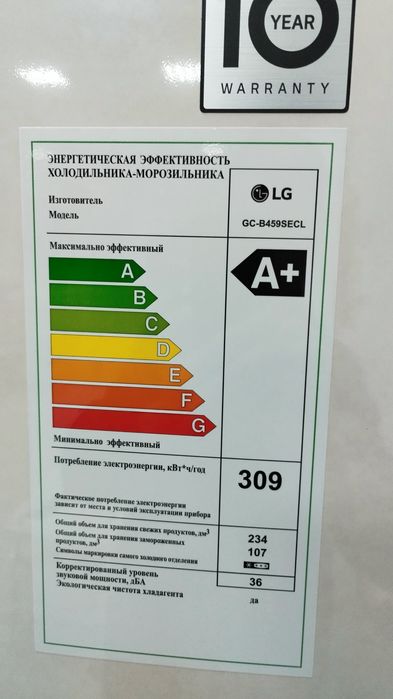 10
YEAR
WARRANTY
ЭНЕРГЕТИЧЕСКАЯ ЭФФЕКТИВНОСТЬ
ХОЛОДИЛЬНИКА-МОРОЗИЛЬНИКА
Изготовитель
LG
Модель
GC-B459SECL
Максимально эффективный
A+
A
B
C
D
E
F
G
Минимально эффективный
Потребление электроэнергии, кВт*ч/год
309
Фактическое потребление электроэнергии
зависит от места и условий эксплуатации прибора
Общий объем для хранения свежих продуктов, дм³
234
Общий объем для хранения замороженных
продуктов, дм³
107
Символы маркировки самого холодного отделения
Корректированный уровень
звуковой мощности, дБА
36
Экологическая чистота хладагента
да